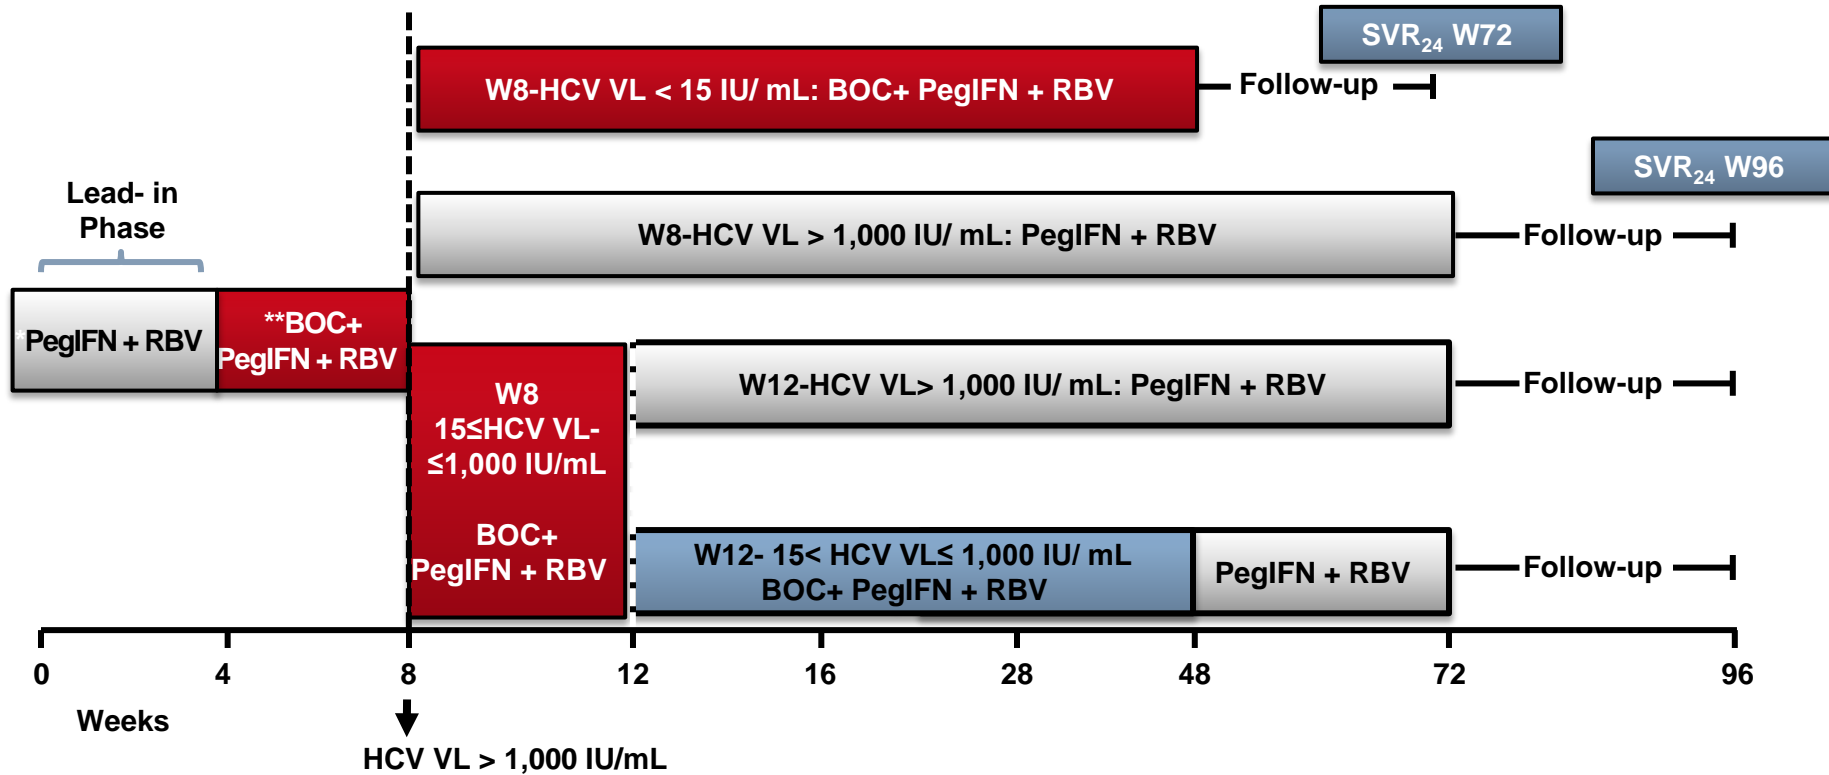 SVR24 W72
W8-HCV VL < 15 IU/ mL: BOC+ PegIFN + RBV
Follow-up
SVR24 W96
Lead- in
Phase
W8-HCV VL > 1,000 IU/ mL: PegIFN + RBV
Follow-up
*PegIFN + RBV
**BOC+
PegIFN + RBV
W12-HCV VL> 1,000 IU/ mL: PegIFN + RBV
Follow-up
W8
15≤HCV VL-
≤1,000 IU/mL
BOC+
PegIFN + RBV
W12- 15< HCV VL≤ 1,000 IU/ mL
BOC+ PegIFN + RBV
PegIFN + RBV
Follow-up
0 4 8 12 16 28 48 72 96
Weeks
HCV VL > 1,000 IU/mL